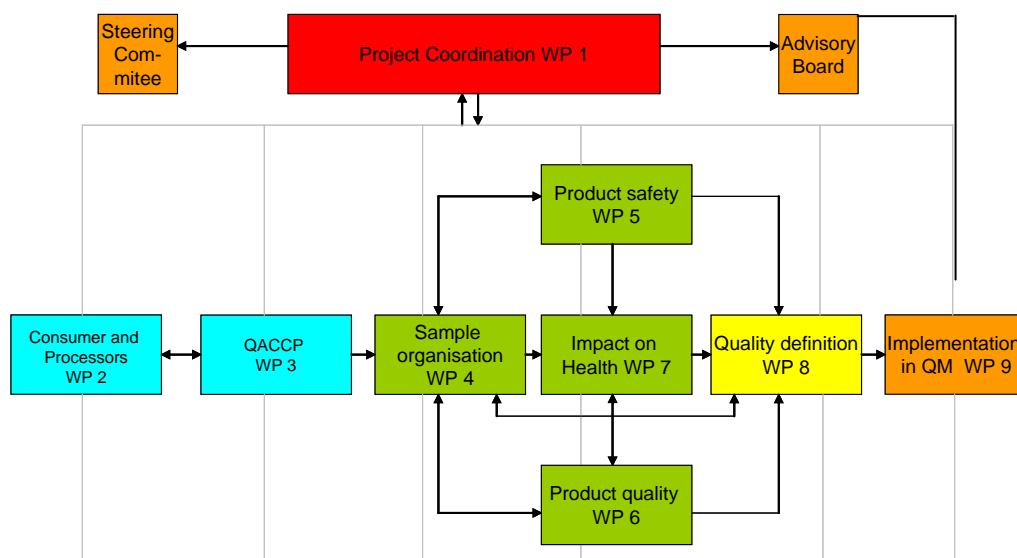 Steering
Com-
mitee
Project Coordination WP 1
Advisory
Board
Product safety
WP 5
Consumer and
Processors
WP 2
QACCP
WP 3
Sample
organisation
WP 4
Impact on
Health WP 7
Quality definition
WP 8
Implementation
in QM WP 9
Product quality
WP 6